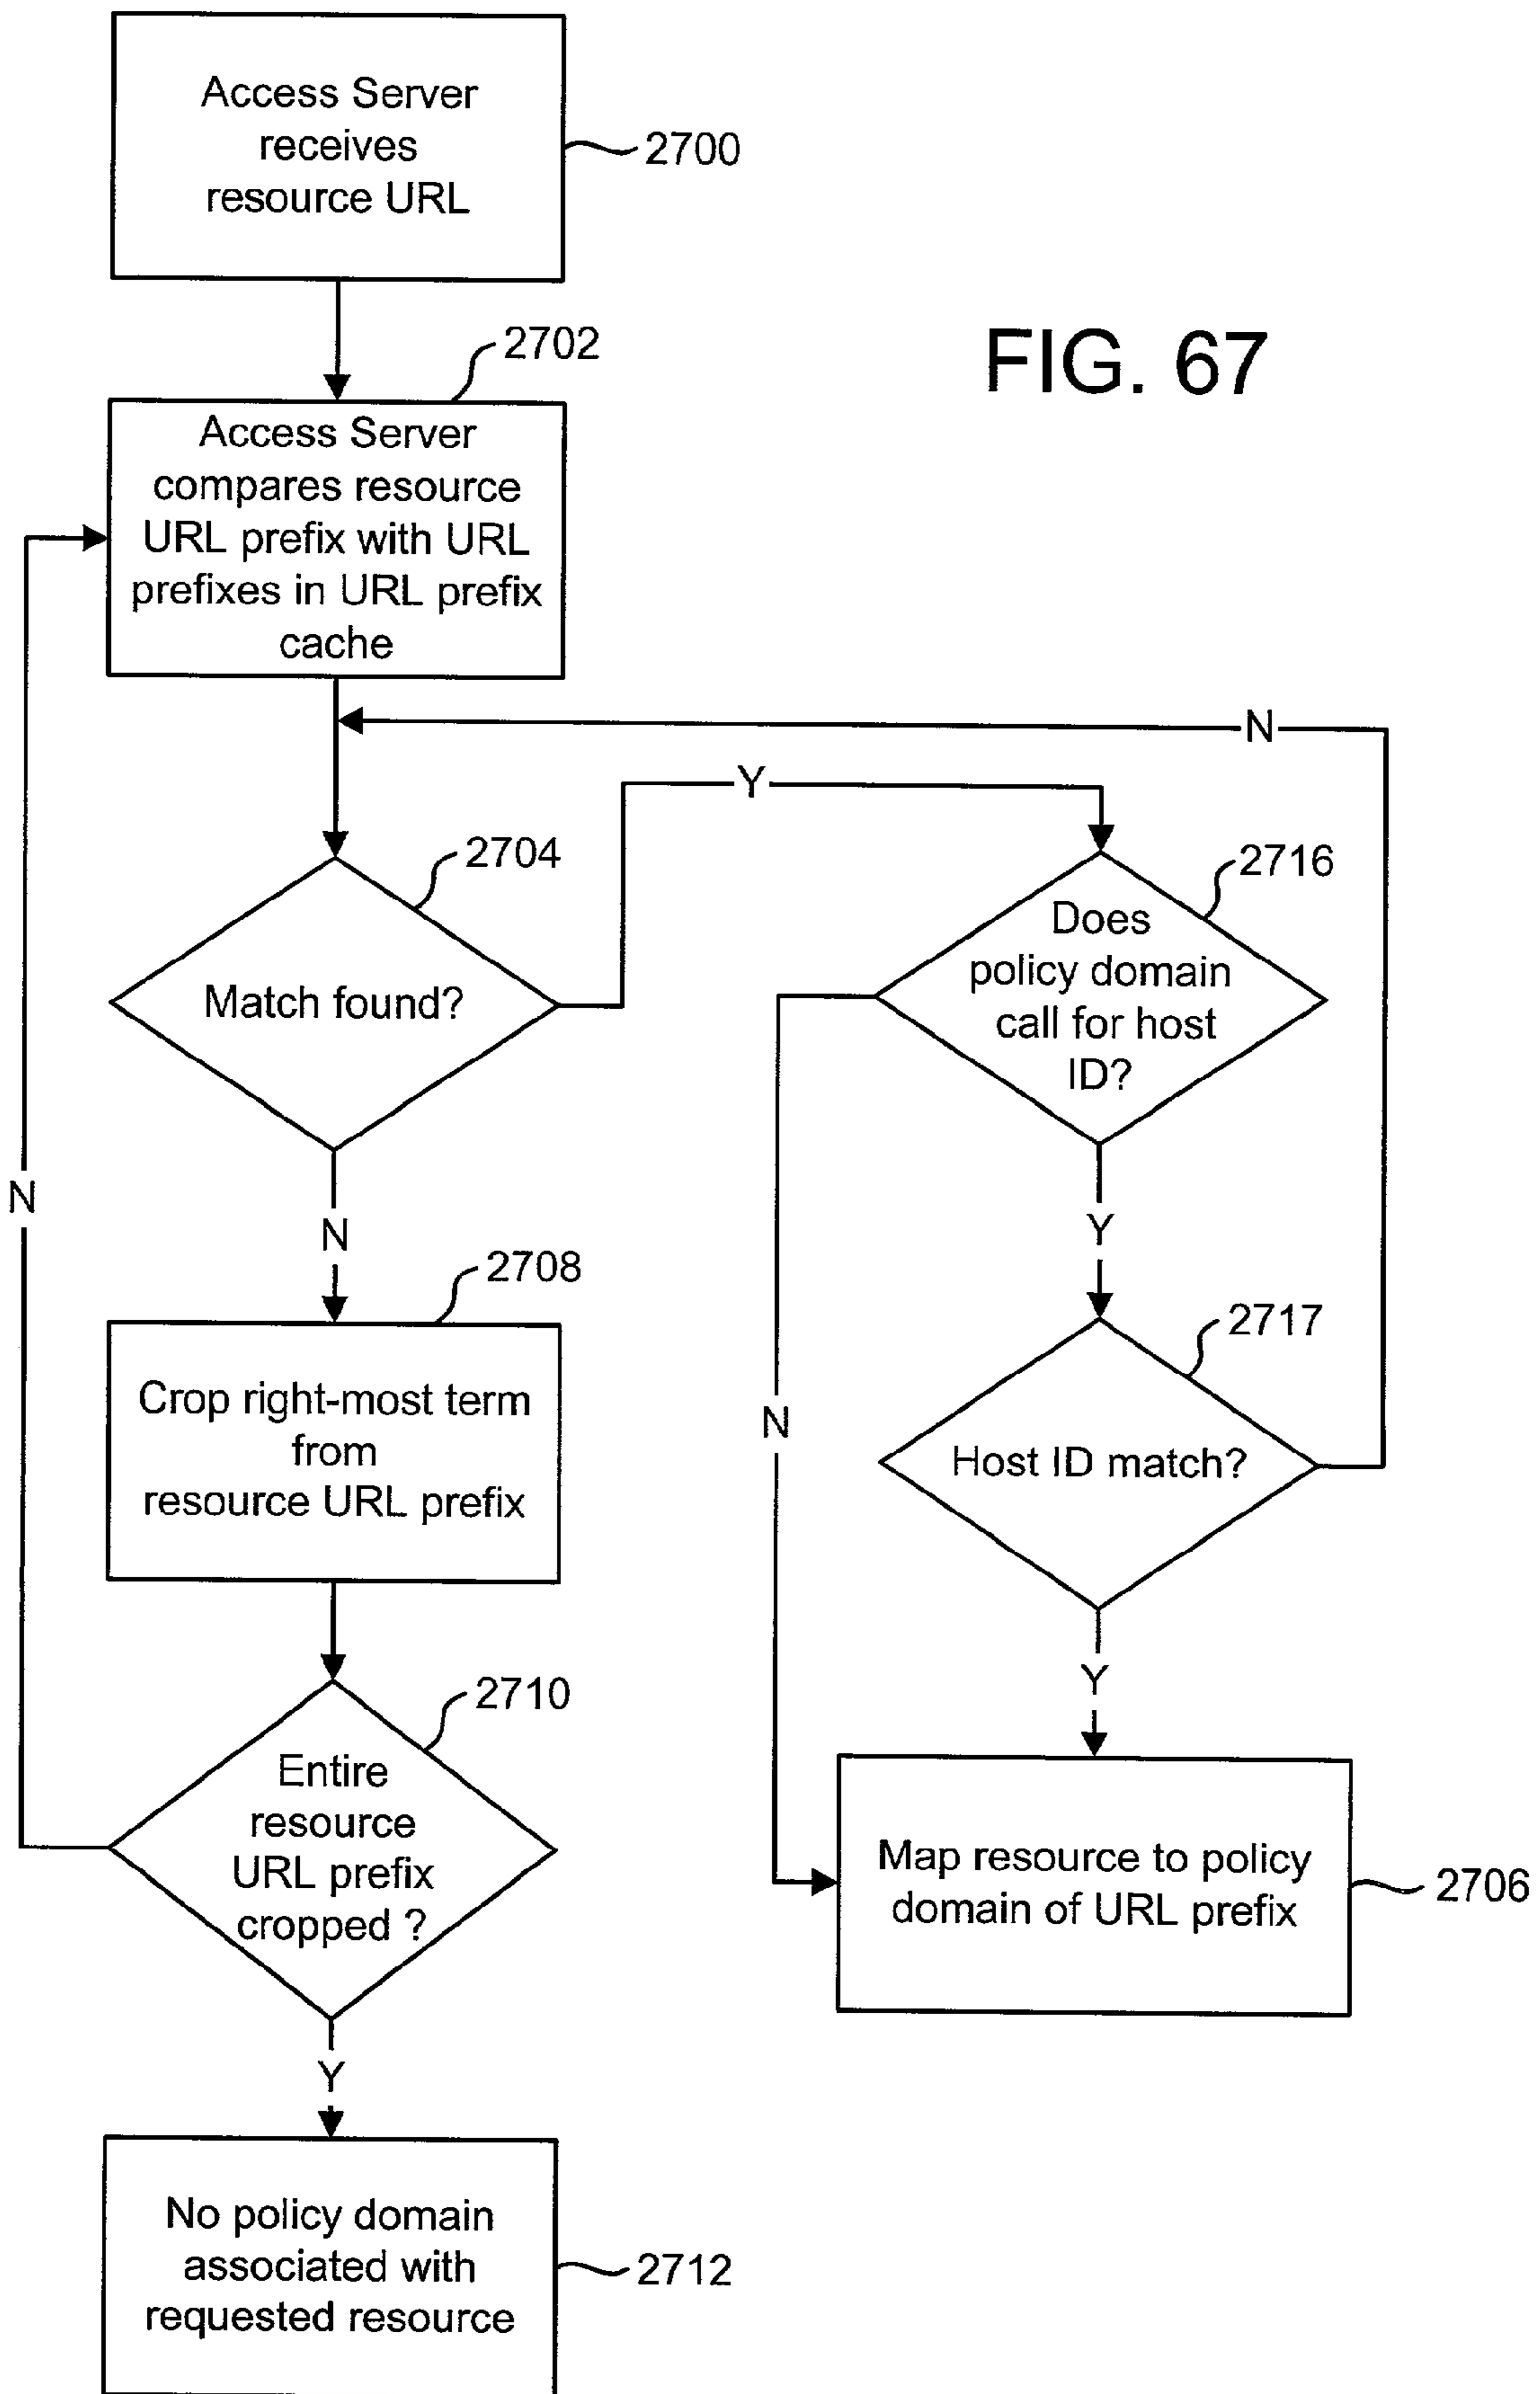 Access Server
receives
resource URL
2700
FIG. 67
2702
Access Server
compares resource
URL prefix with URL
prefixes in URL prefix
cache
N
Y
2704
Match found?
2716
Does
policy domain
call for host
ID?
N
N
Y
2708
Crop right-most term
from
resource URL prefix
N
2717
Host ID match?
2710
Entire
resource
URL prefix
cropped ?
Y
Map resource to policy
domain of URL prefix
2706
Y
No policy domain
associated with
requested resource
2712